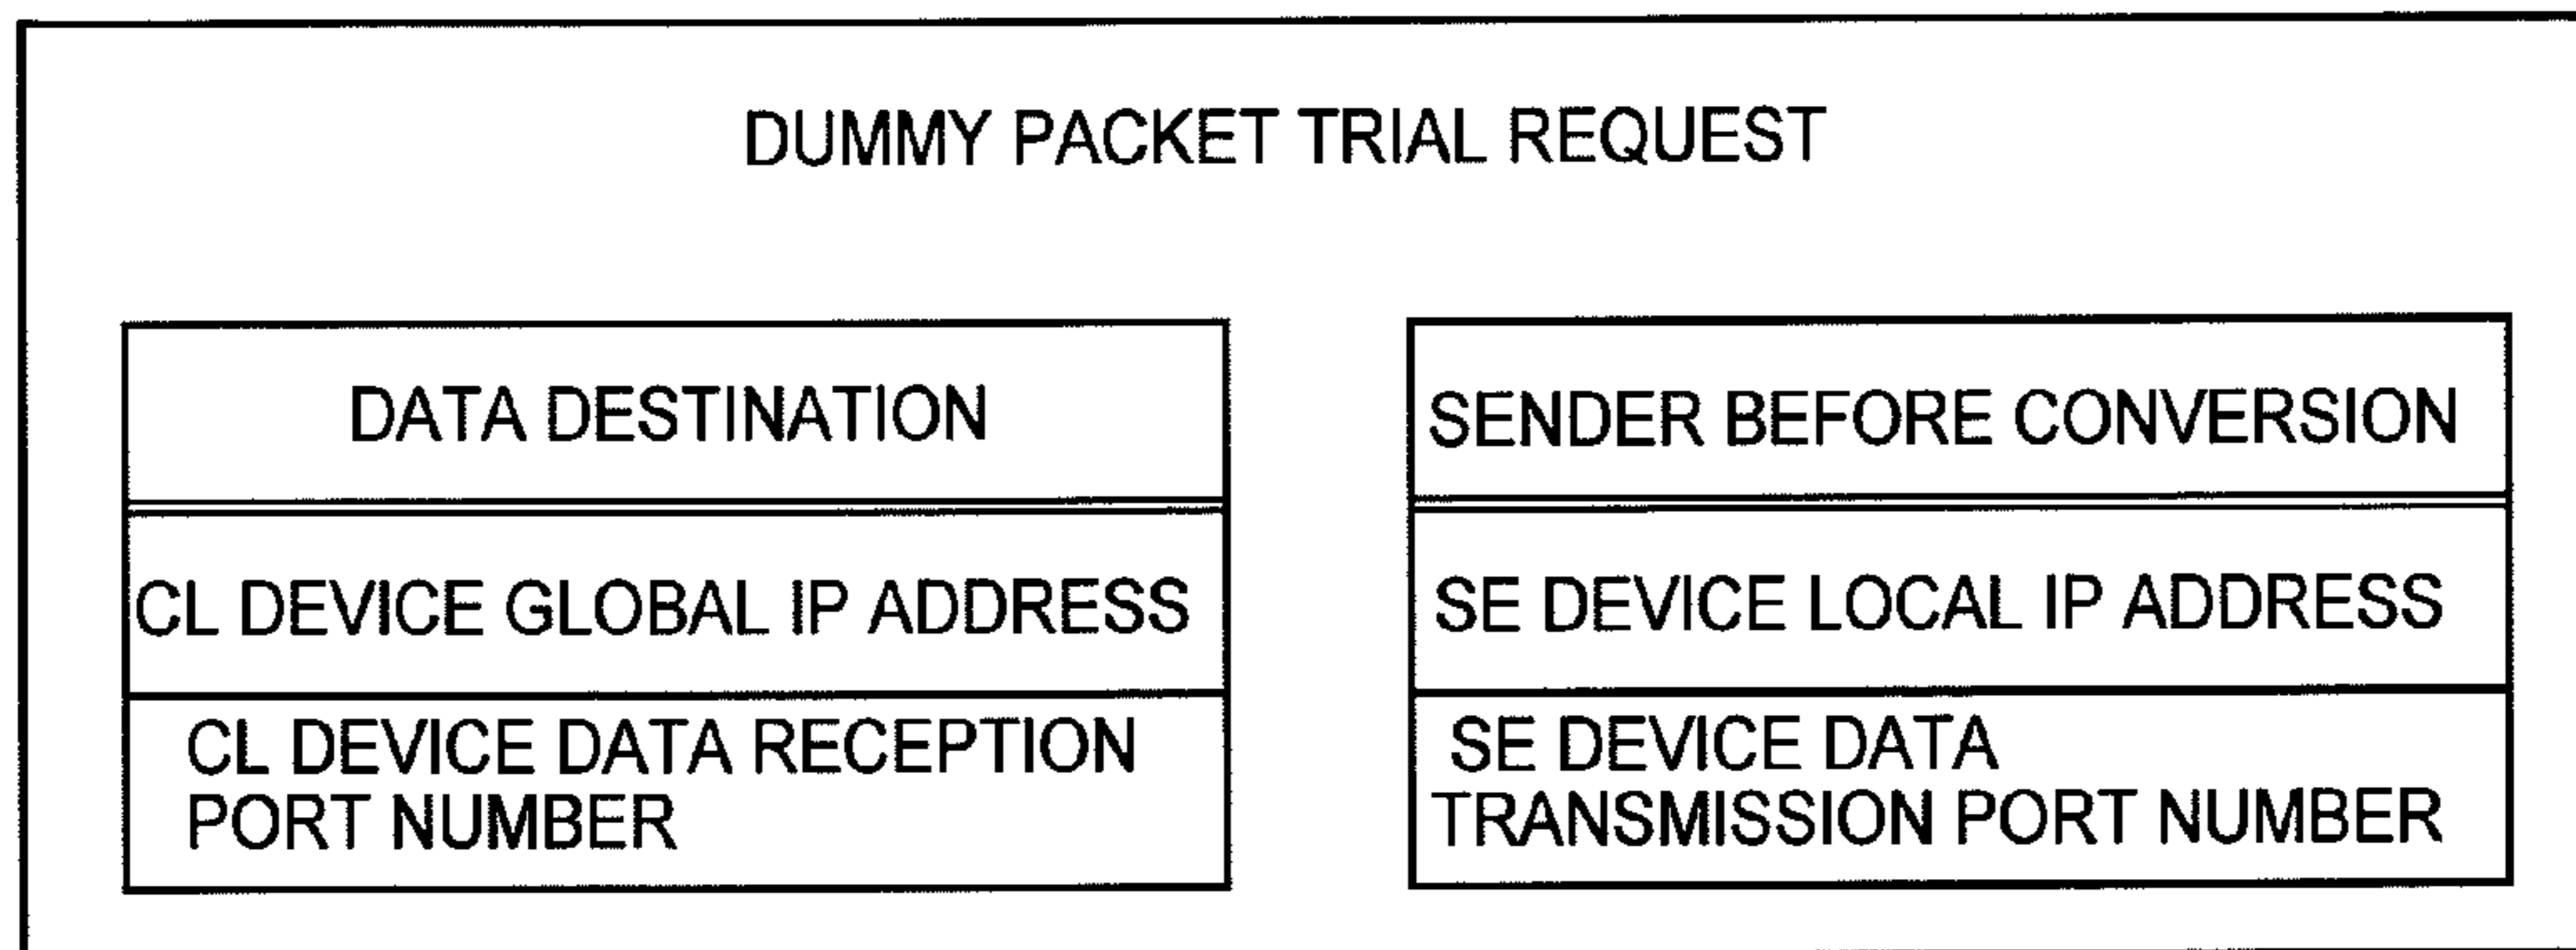 DUMMY PACKET TRIAL REQUEST
DATA DESTINATION
CL DEVICE GLOBAL IP ADDRESS
CL DEVICE DATA RECEPTION
PORT NUMBER
SENDER BEFORE CONVERSION
SE DEVICE LOCAL IP ADDRESS
SE DEVICE DATA
TRANSMISSION PORT NUMBER